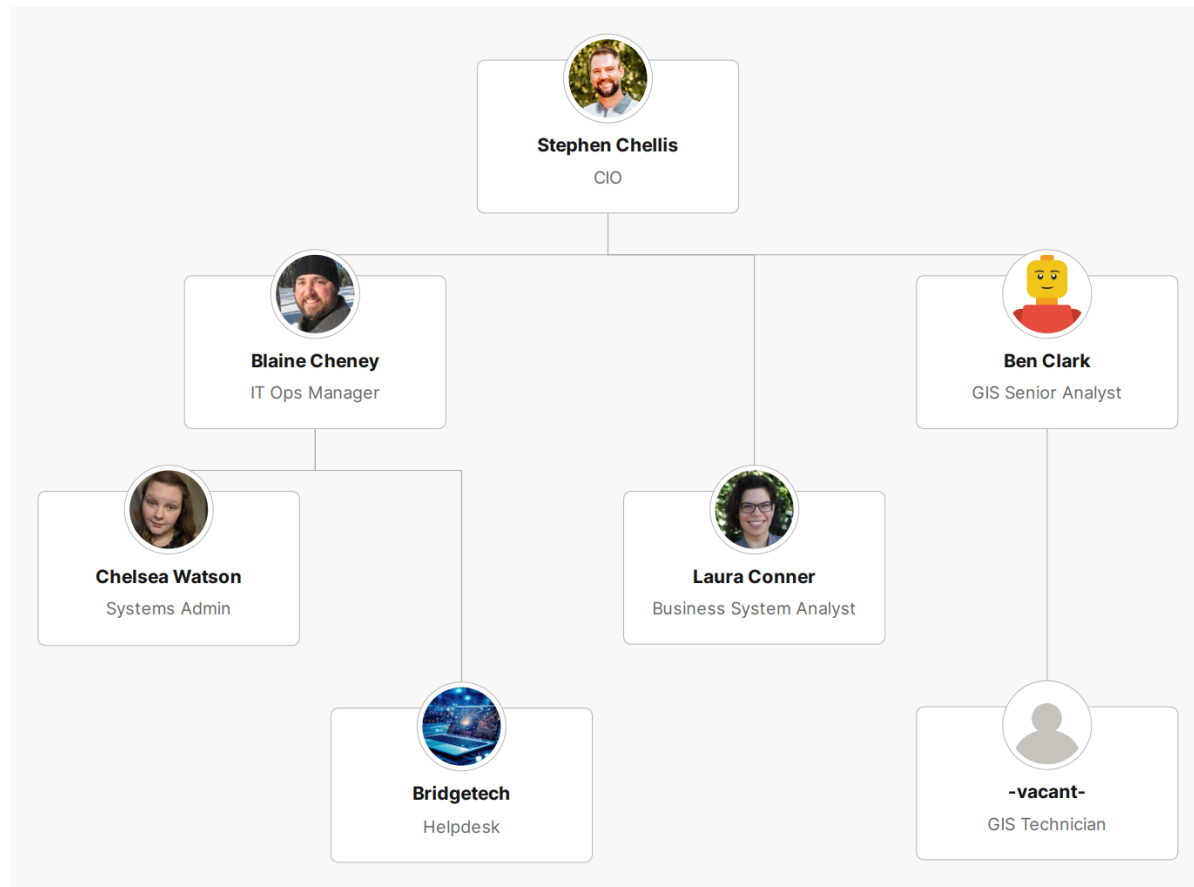 Stephen Chellis
CIO
Blaine Cheney
IT Ops Manager
Ben Clark
GIS Senior Analyst
Chelsea Watson
Systems Admin
Laura Conner
Business System Analyst
Bridgetech
Helpdesk
-vacant-
GIS Technician